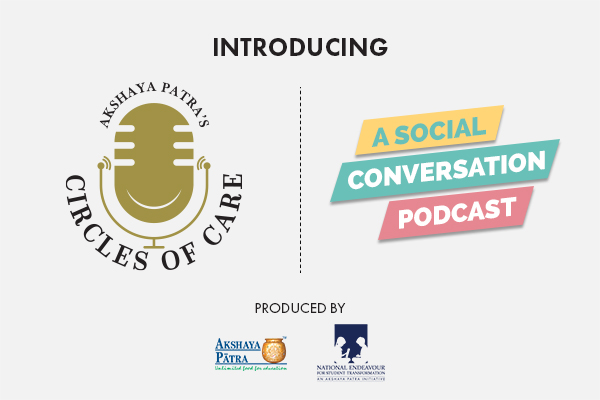 INTRODUCING
AKSHAYA PATRA'S
CIRCLES OF CARE
A SOCIAL
CONVERSATION
PODCAST
PRODUCED BY
AKSHAYA
PĀTRA
Unlimited food for education
NATIONAL ENDEAVOUR
FOR STUDENT TRANSFORMATION
AN AKSHAYA PATRA INITIATIVE